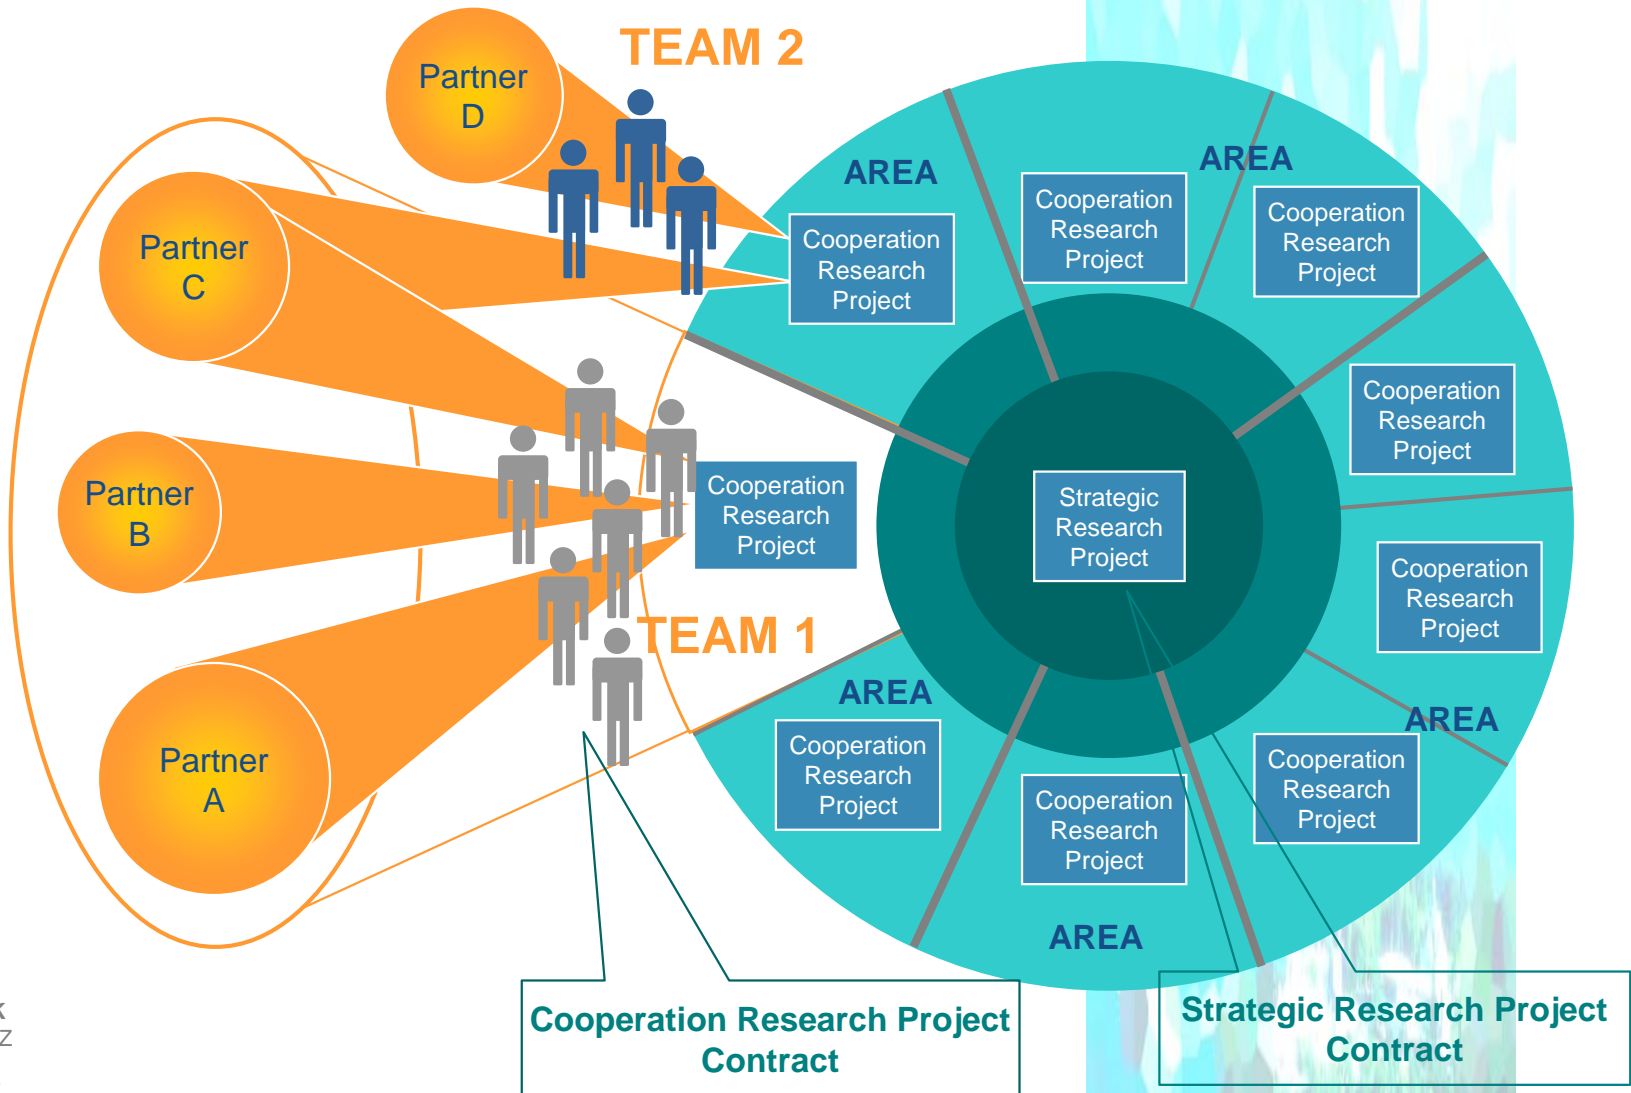 TEAM 2
Partner
D
AREA
AREA
Cooperation
Research
Project
Cooperation
Research
Project
Cooperation
Research
Project
Partner
C
Cooperation
Research
Project
Partner
B
Cooperation
Research
Project
Strategic
Research
Project
Cooperation
Research
Project
TEAM 1
AREA
AREA
Partner
A
Cooperation
Research
Project
Cooperation
Research
Project
Cooperation
Research
Project
AREA
Cooperation Research Project
Contract
Strategic Research Project
Contract